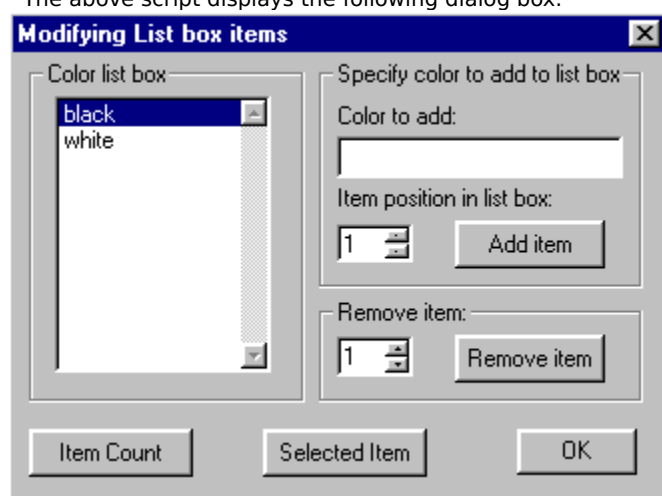 The above script displays the following dialog box:
Modifying List box items
Color list box
black
white
Specify color to add to list box
Color to add:
Item position in list box:
1
Add item
Remove item:
1
Remove item
Item Count
Selected Item
OK